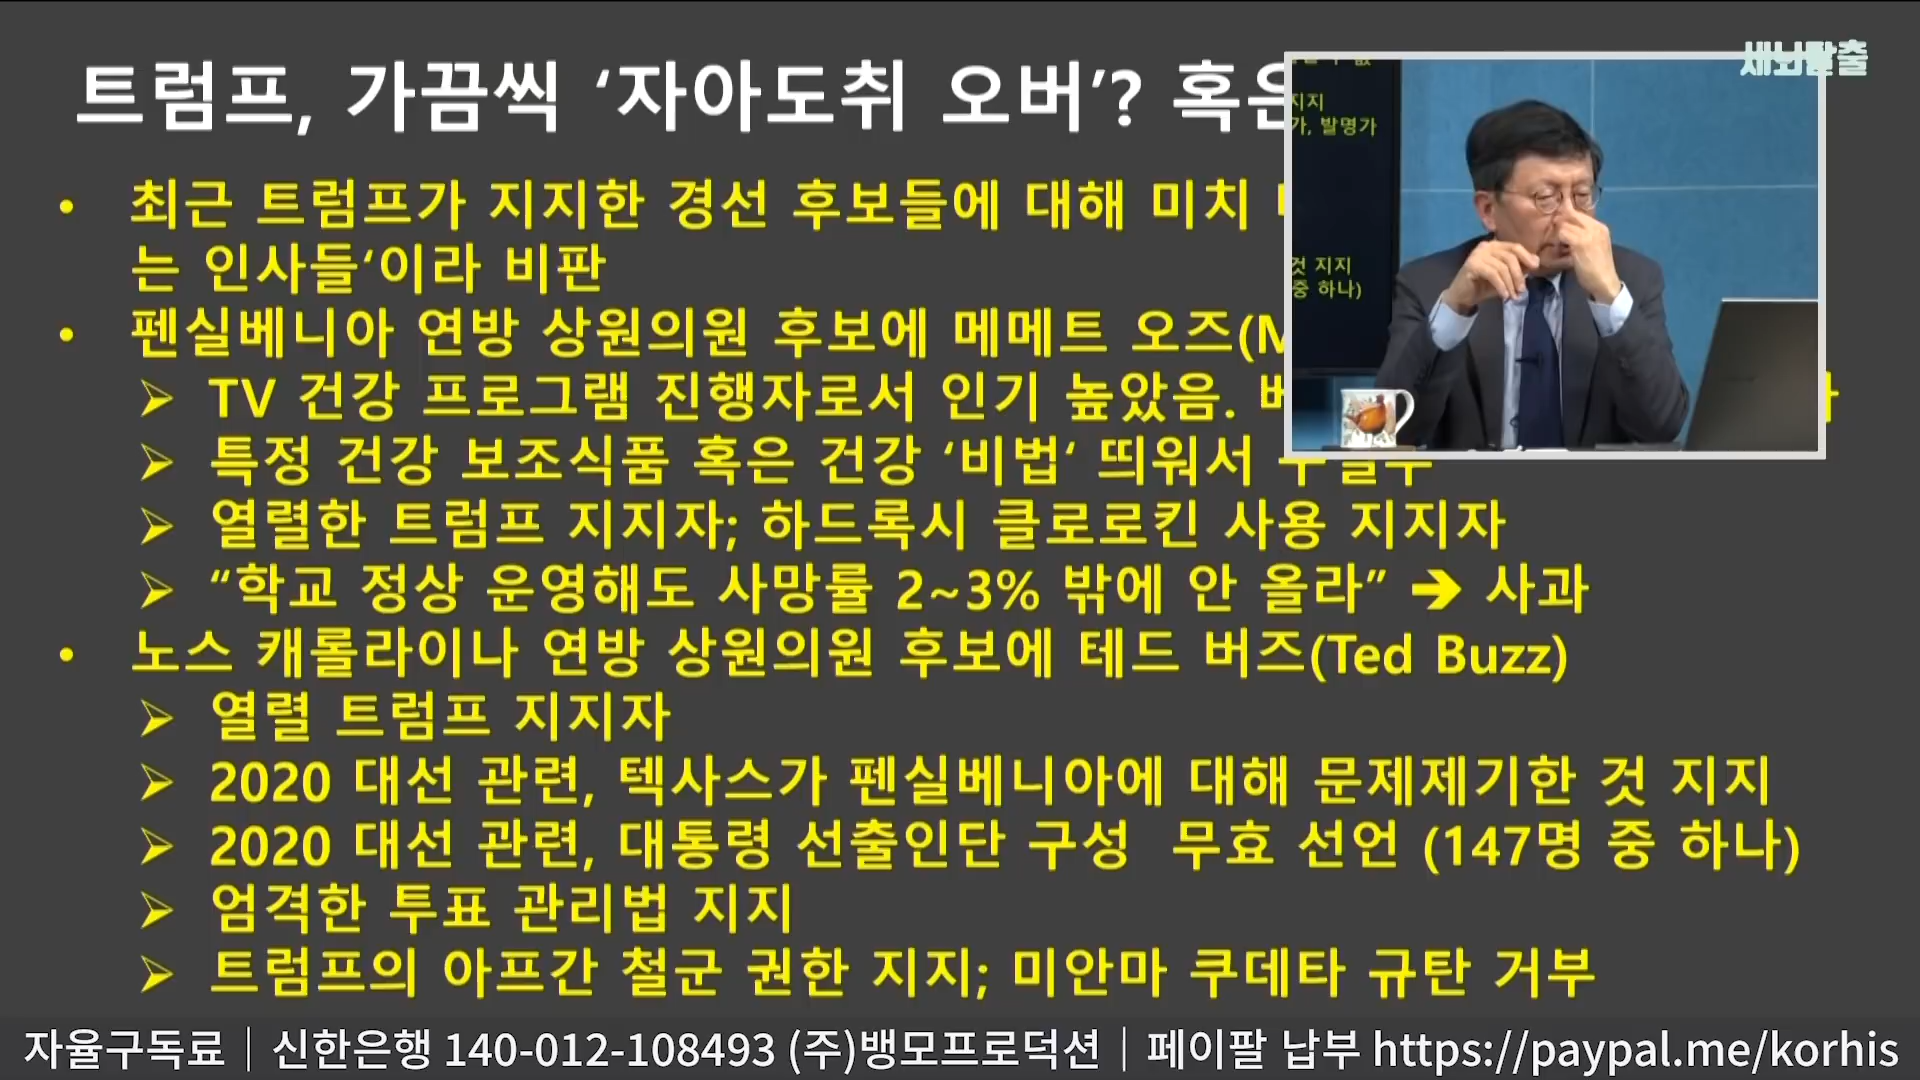 트럼프, 가끔씩 ‘자아도취 오버’? 혹은
세뇌탈출
• 최근 트럼프가 지지한 경선 후보들에 대해 미치
는 인사들‘이라 비판
• 펜실베니아 연방 상원의원 후보에 메메트 오즈(M
➢ TV 건강 프로그램 진행자로서 인기 높았음.
➢ 특정 건강 보조식품 혹은 건강 ‘비법‘ 띄워서
➢ 열렬한 트럼프 지지자; 하드록시 클로로킨 사용 지지자
➢ “학교 정상 운영해도 사망률 2~3% 밖에 안 올라” ➔ 사과
• 노스 캐롤라이나 연방 상원의원 후보에 테드 버즈(Ted Buzz)
➢ 열렬 트럼프 지지자
➢ 2020 대선 관련, 텍사스가 펜실베니아에 대해 문제제기한 것 지지
➢ 2020 대선 관련, 대통령 선출인단 구성 무효 선언 (147명 중 하나)
➢ 엄격한 투표 관리법 지지
➢ 트럼프의 아프간 철군 권한 지지; 미안마 쿠데타 규탄 거부
지지
가, 발명가
것 지지
중 하나)
자율구독료｜신한은행 140-012-108493 (주)뱅모프로덕션｜페이팔 납부 https://paypal.me/korhis